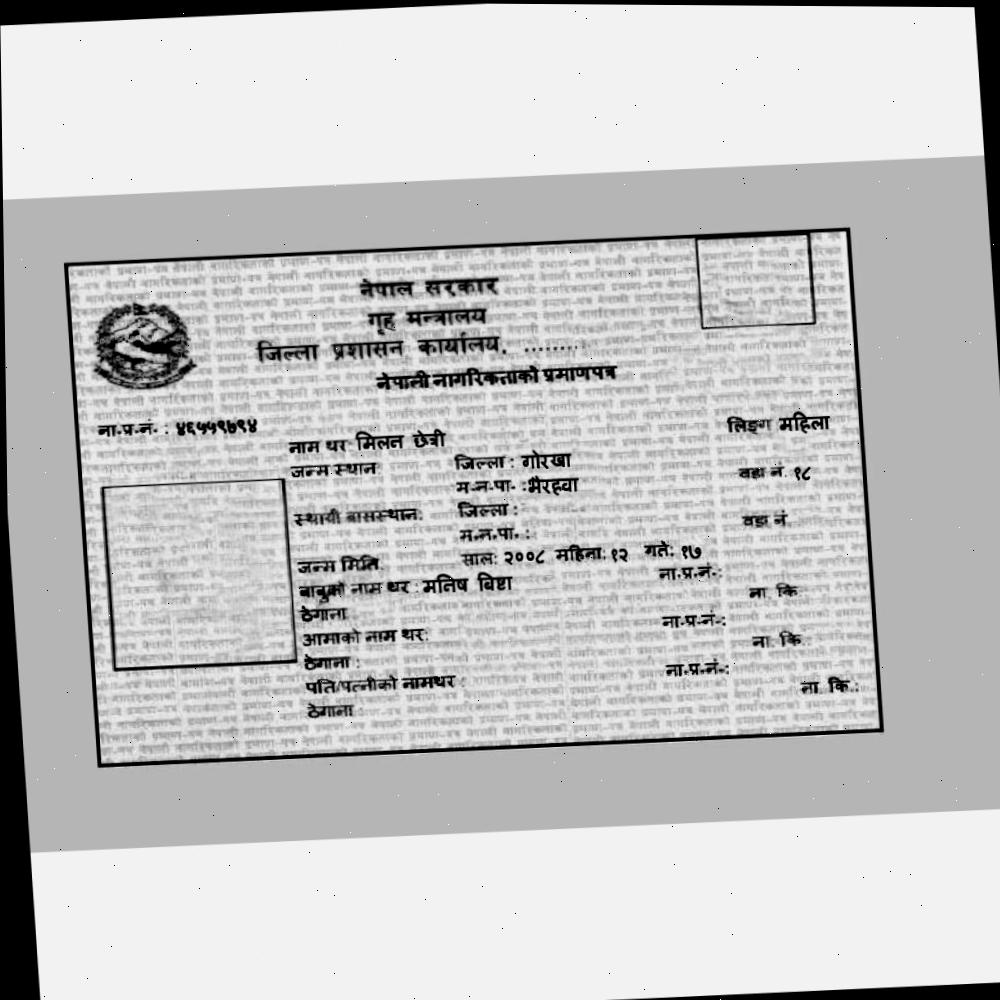 नेपाल सरकार
गृह मन्त्रालय
जिल्ला प्रशासन कार्यालय, .........
नेपाली नागरिकताको प्रमाणपत्र
ना.प्र.नं. : ४६५५९७९४
लिङ्ग महिला
नाम थर मिलन छेत्री
जन्म स्थान जिल्ला : गोरखा
म.न.पा. :भैरहवा वडा नं. १८
स्थायी बासस्थान: जिल्ला :
म.न.पा. : वडा नं
जन्म मिति: साल: २००८ महिना: १२ गते: १७
बाबुको नाम थर : मतिष बिष्टा ना.प्र.नं.:
ठेगाना ना. कि
आमाको नाम थर: ना.प्र.नं.:
ठेगाना : ना. कि.
पति/पत्नीको नामथर : ना.प्र.नं.:
ठेगाना ना. कि.: